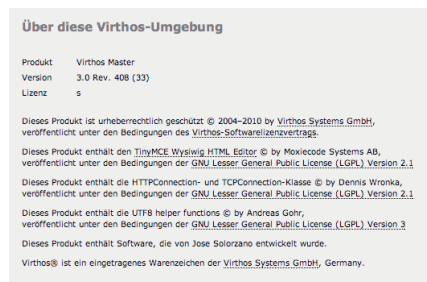 Über diese Virthos-Umgebung
Produkt Virthos Master
Version 3.0 Rev. 408 (33)
Lizenz s
Dieses Produkt ist urheberrechtlich geschützt © 2004–2010 by Virthos Systems GmbH,
veröffentlicht unter den Bedingungen des Virthos-Softwarelizenzvertrags.
Dieses Produkt enthält den TinyMCE Wysiwig HTML Editor © by Moxiecode Systems AB,
veröffentlicht unter den Bedingungen der GNU Lesser General Public License (LGPL) Version 2.1
Dieses Produkt enthält die HTTPConnection- und TCPConnection-Klasse © by Dennis Wronka,
veröffentlicht unter den Bedingungen der GNU Lesser General Public License (LGPL) Version 2.1
Dieses Produkt enthält die UTF8 helper functions © by Andreas Gohr,
veröffentlicht unter den Bedingungen der GNU Lesser General Public License (LGPL) Version 3
Dieses Produkt enthält Software, die von Jose Solorzano entwickelt wurde.
Virthos® ist ein eingetragenes Warenzeichen der Virthos Systems GmbH, Germany.